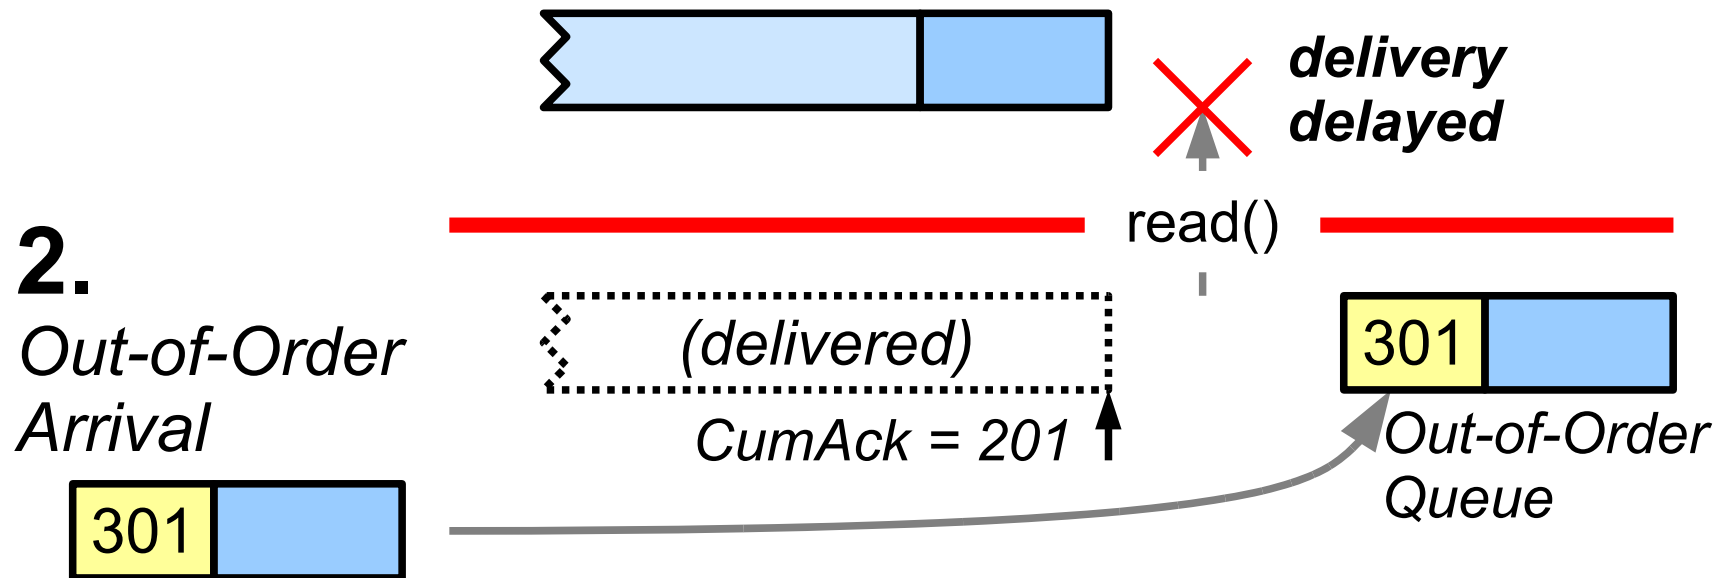 delivery
delayed
read()
2.
Out-of-Order
Arrival
(delivered)
301
CumAck = 201
Out-of-Order
Queue
301